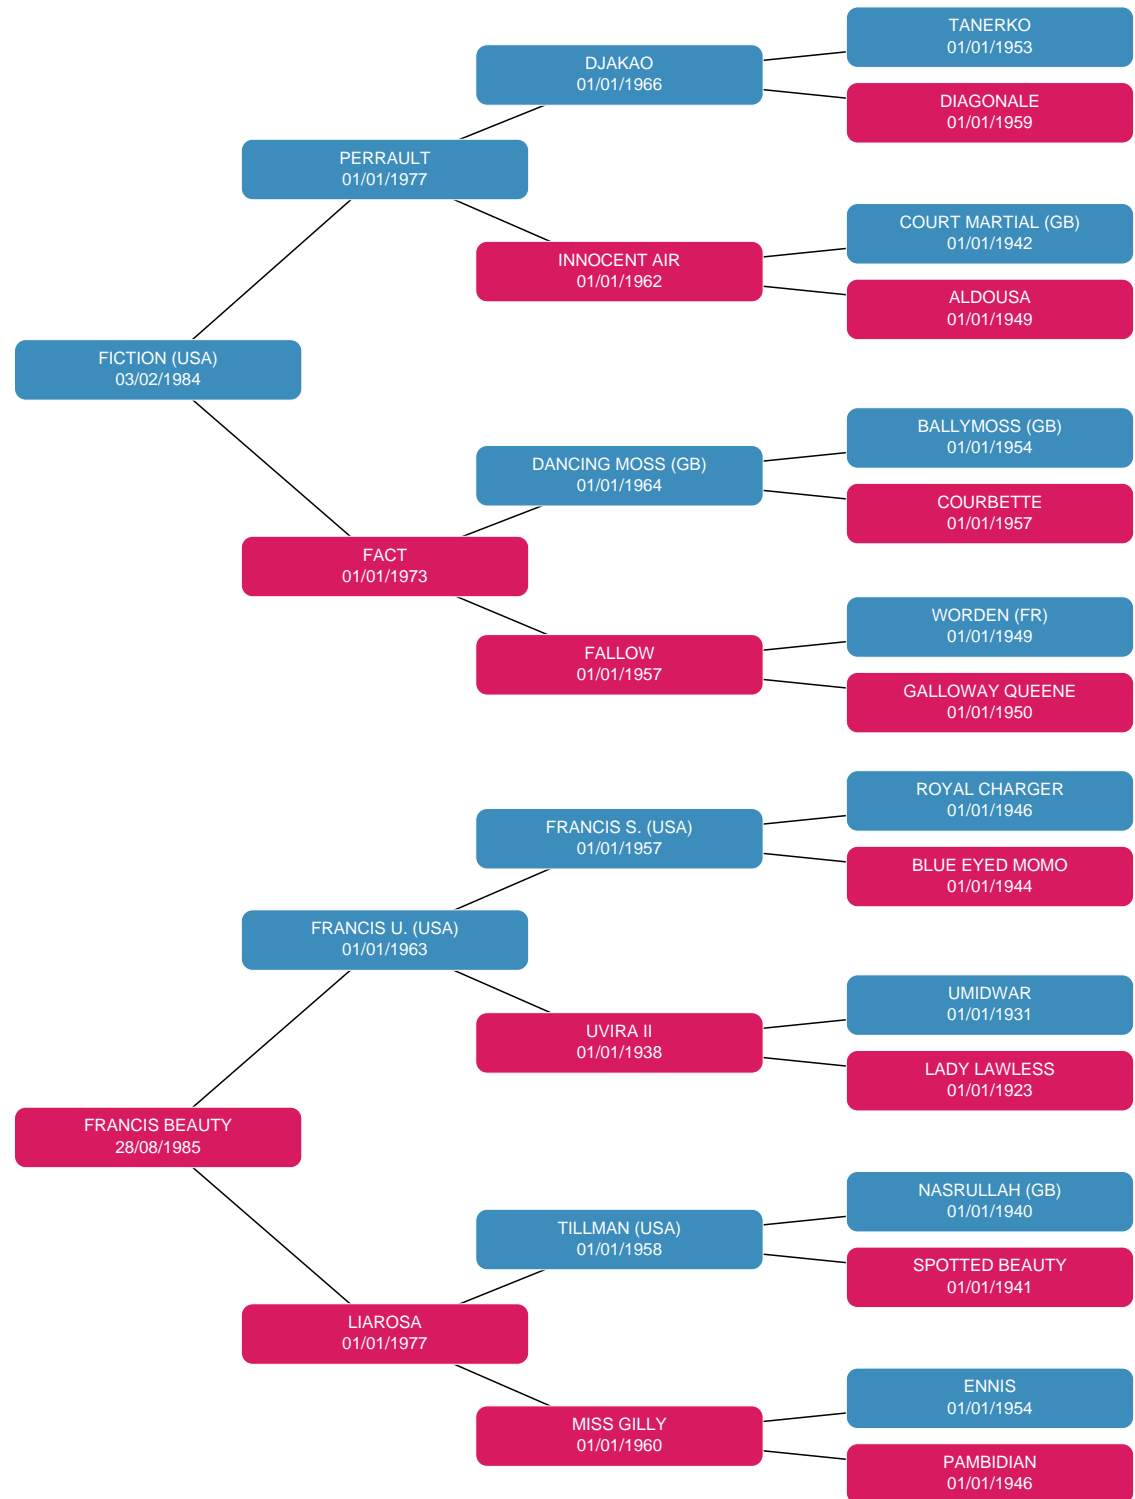 TANERKO
01/01/1953
DJAKAO
01/01/1966
DIAGONALE
01/01/1959
PERRAULT
01/01/1977
COURT MARTIAL (GB)
01/01/1942
INNOCENT AIR
01/01/1962
ALDOUSA
01/01/1949
FICTION (USA)
03/02/1984
BALLYMOSS (GB)
01/01/1954
DANCING MOSS (GB)
01/01/1964
COURBETTE
01/01/1957
FACT
01/01/1973
WORDEN (FR)
01/01/1949
FALLOW
01/01/1957
GALLOWAY QUEENE
01/01/1950
ROYAL CHARGER
01/01/1946
FRANCIS S. (USA)
01/01/1957
BLUE EYED MOMO
01/01/1944
FRANCIS U. (USA)
01/01/1963
UMIDWAR
01/01/1931
UVIRA II
01/01/1938
LADY LAWLESS
01/01/1923
FRANCIS BEAUTY
28/08/1985
NASRULLAH (GB)
01/01/1940
TILLMAN (USA)
01/01/1958
SPOTTED BEAUTY
01/01/1941
LIAROSA
01/01/1977
ENNIS
01/01/1954
MISS GILLY
01/01/1960
PAMBIDIAN
01/01/1946